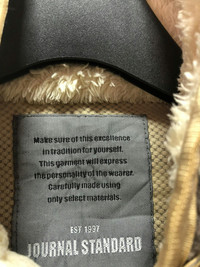 Make sure of this excellence
in tradition for yourself.
This garment will express
the personality of the wearer.
Carefully made using
only select materials.
EST 1997
JOURNAL STANDARD